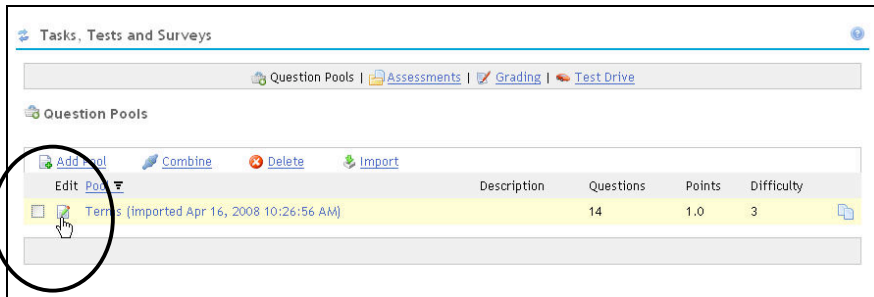 Tasks, Tests and Surveys
Question Pools | Assessments | Grading | Test Drive
Question Pools
Add Pool Combine Delete Import
Edit Pool Description Questions Points Difficulty
Terms (imported Apr 16, 2008 10:26:56 AM) 14 1.0 3